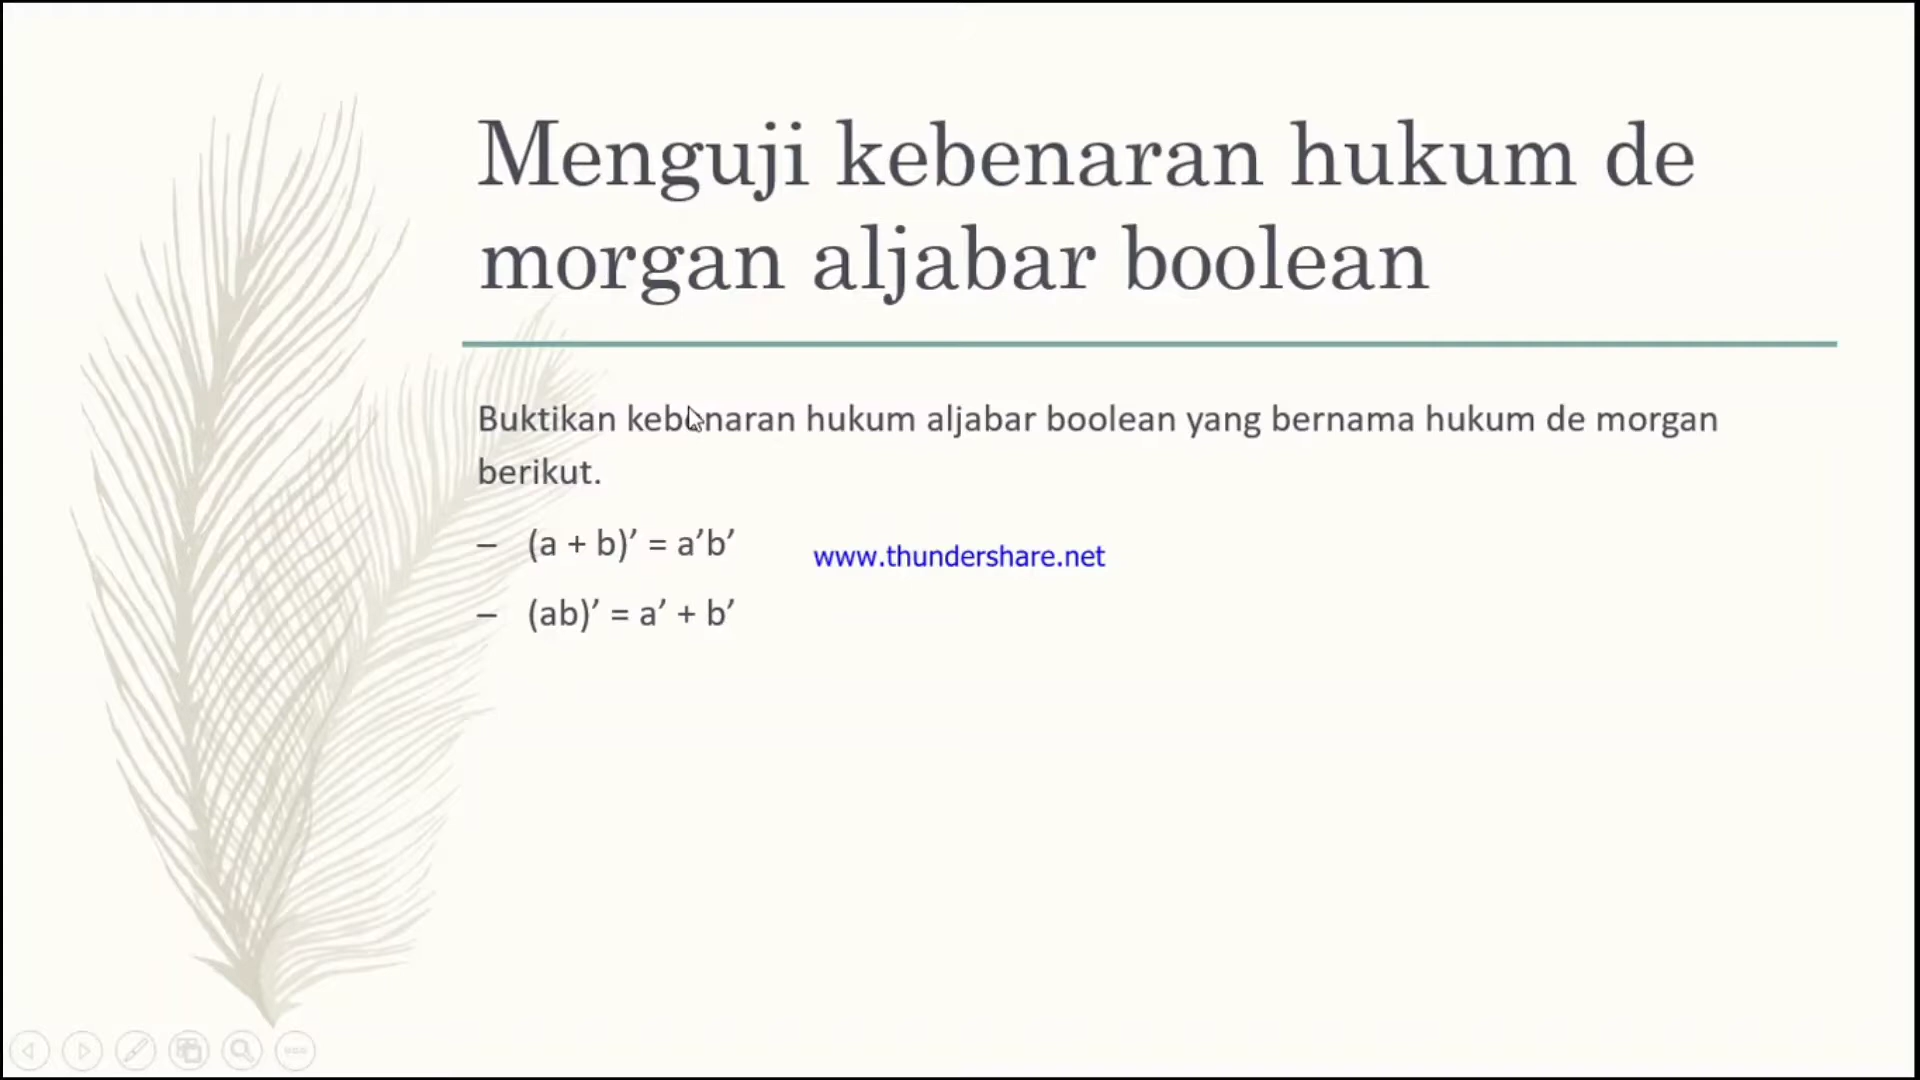 Menguji kebenaran hukum de
morgan aljabar boolean
Buktikan kebenaran hukum aljabar boolean yang bernama hukum de morgan
berikut.
– (a + b)’ = a’b’
www.thundershare.net
– (ab)’ = a’ + b’